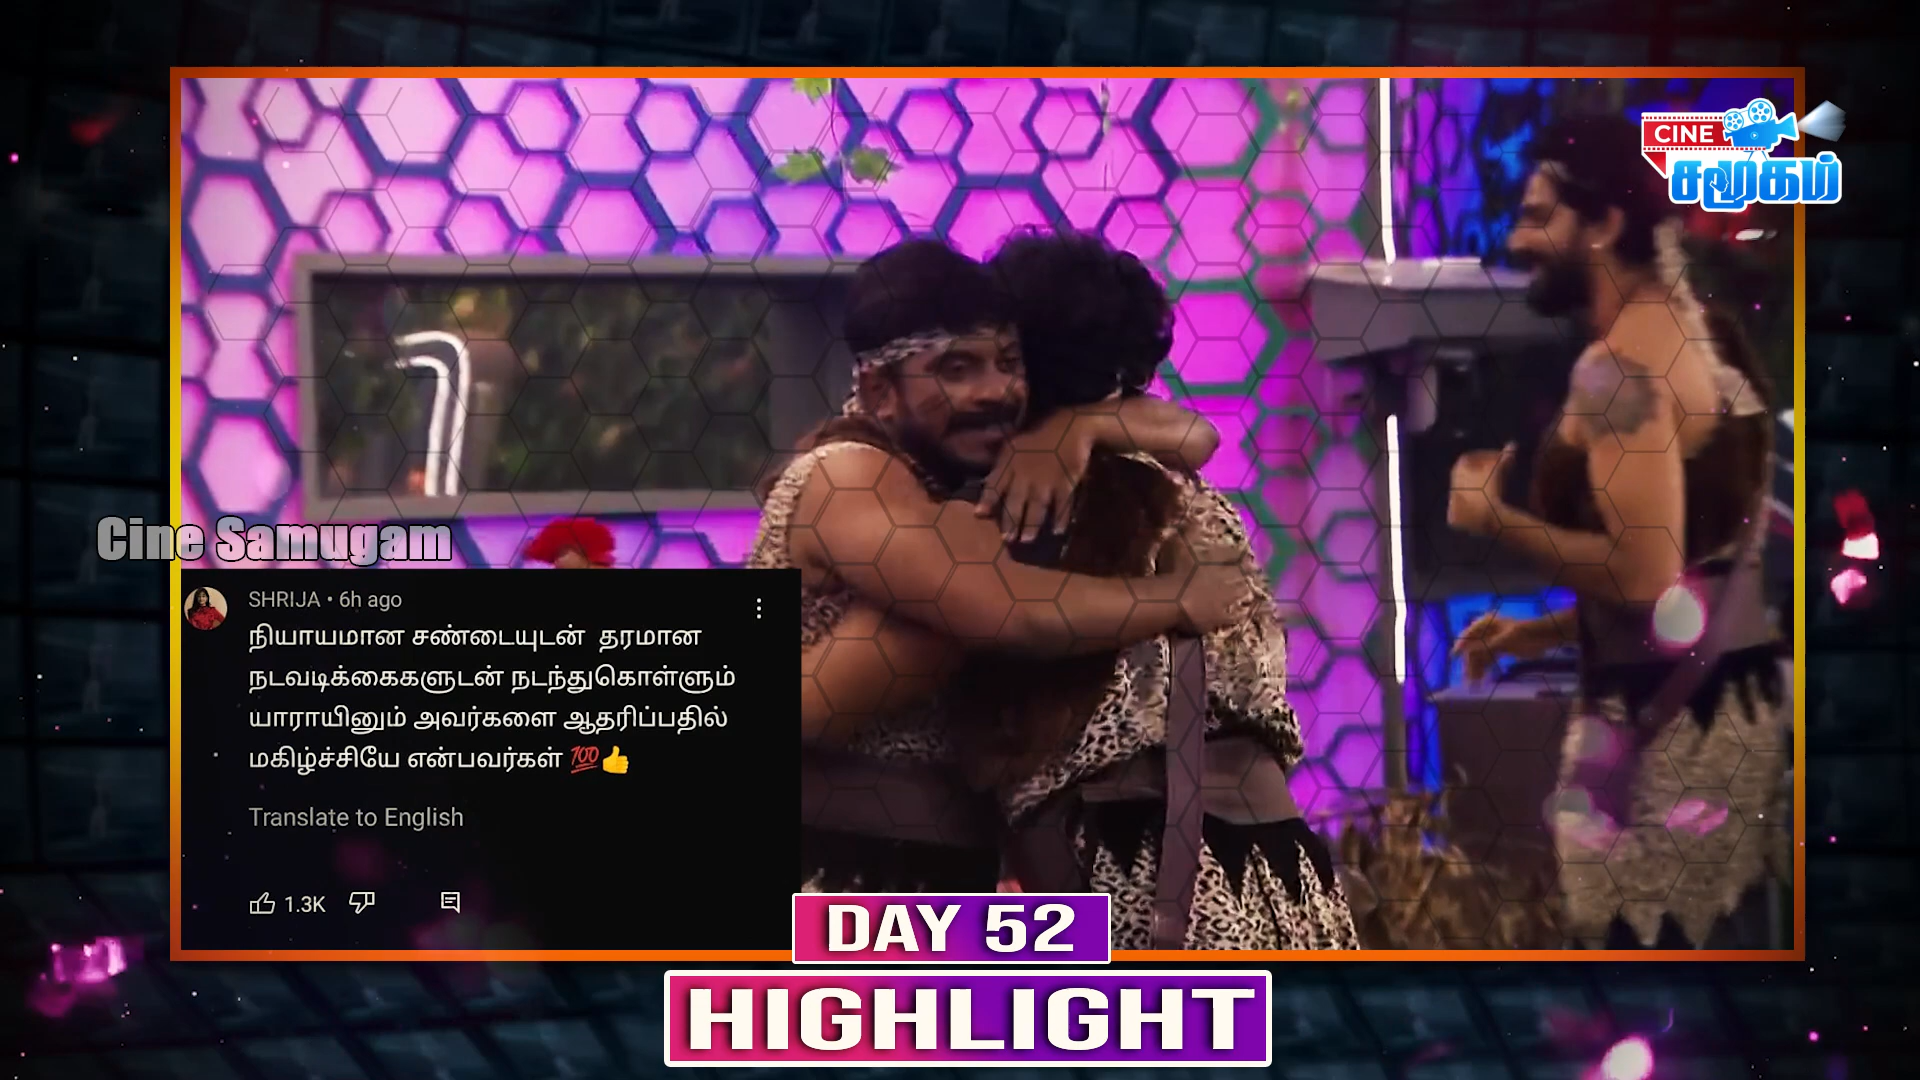 CINE
சமூகம்
Cine Samugam
SHRIJA • 6h ago
நியாயமான சண்டையுடன் தரமான
நடவடிக்கைகளுடன் நடந்துகொள்ளும்
யாராயினும் அவர்களை ஆதரிப்பதில்
மகிழ்ச்சியே என்பவர்கள் 💯👍
Translate to English
1.3K
DAY 52
HIGHLIGHT